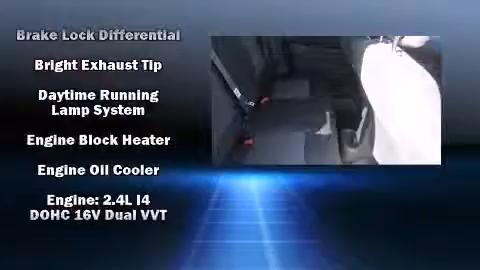 Brake Lock Differential
Bright Exhaust Tip
Daytime Running
Lamp System
Engine Block Heater
Engine Oil Cooler
Engine: 2.4L I4
DOHC 16V Dual VVT